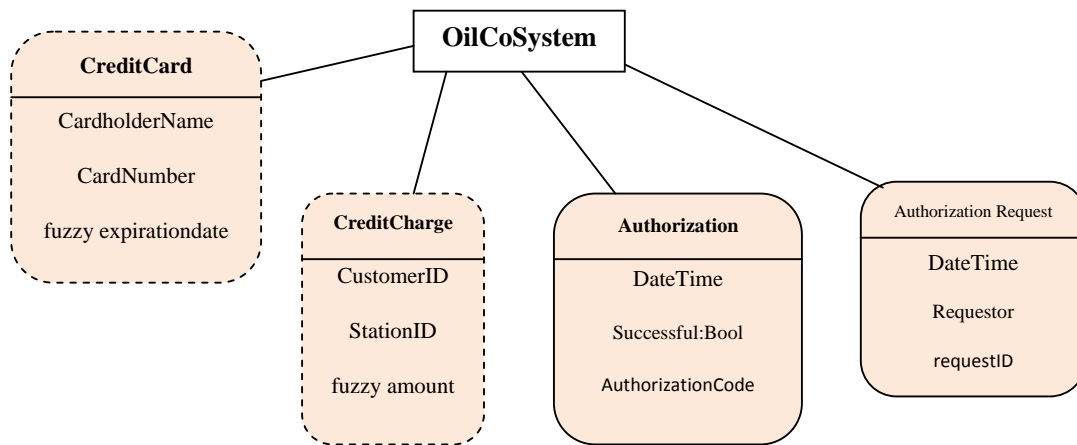 OilCoSystem
CreditCard
CardholderName
CardNumber
fuzzy expirationdate
CreditCharge
CustomerID
StationID
fuzzy amount
Authorization
DateTime
Successful:Bool
AuthorizationCode
Authorization Request
DateTime
Requestor
requestID